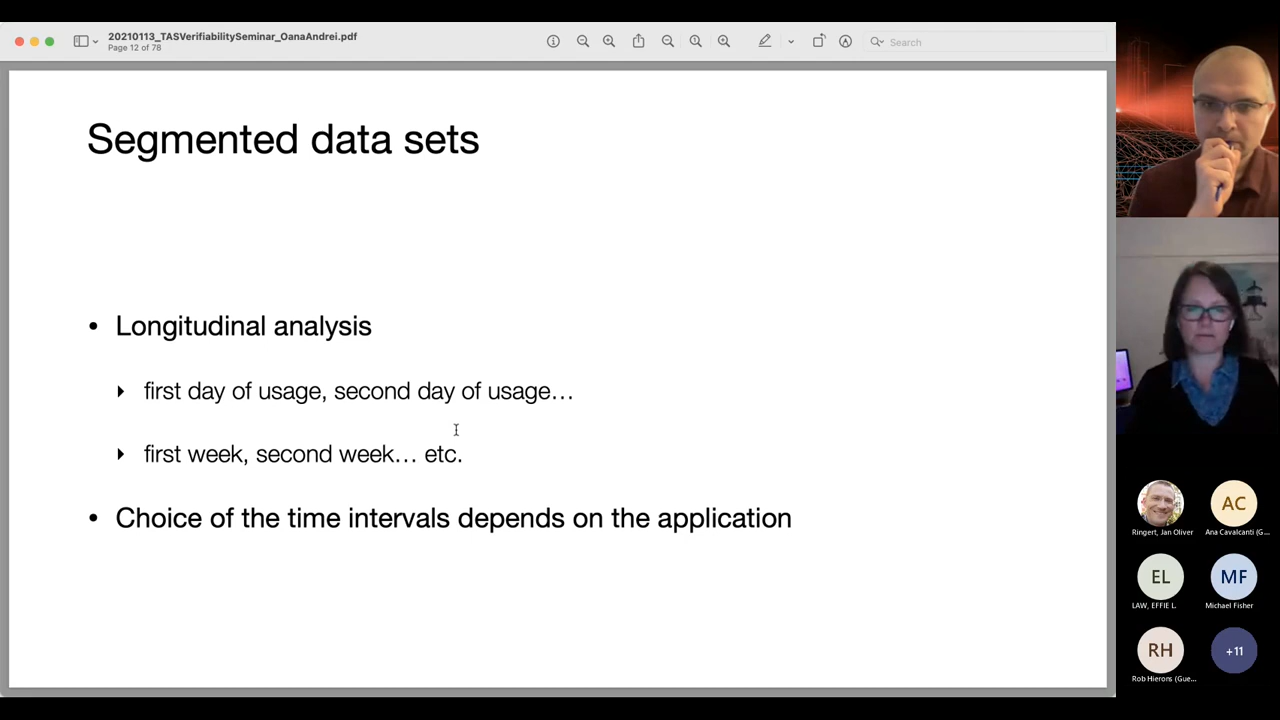 20210113_TASVerifiabilitySeminar_OanaAndrei.pdf
Page 12 of 78
Search
Segmented data sets
• Longitudinal analysis
first day of usage, second day of usage…
first week, second week… etc.
• Choice of the time intervals depends on the application
Ringert, Jan Oliver
AC
Ana Cavalcanti (G...
EL
LAW, EFFIE L.
MF
Michael Fisher
RH
Rob Hierons (Gue...
+11